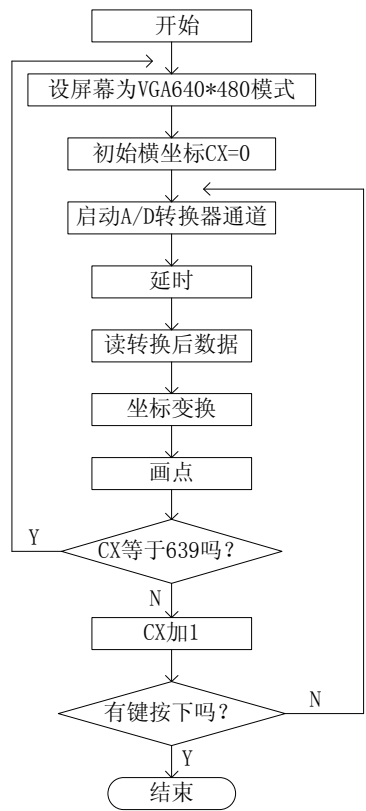 开始
设屏幕为VGA640*480模式
初始横坐标CX=0
启动A/D转换器通道
延时
读转换后数据
坐标变换
画点
Y
CX等于639吗?
N
CX加1
有键按下吗?
N
Y
结束